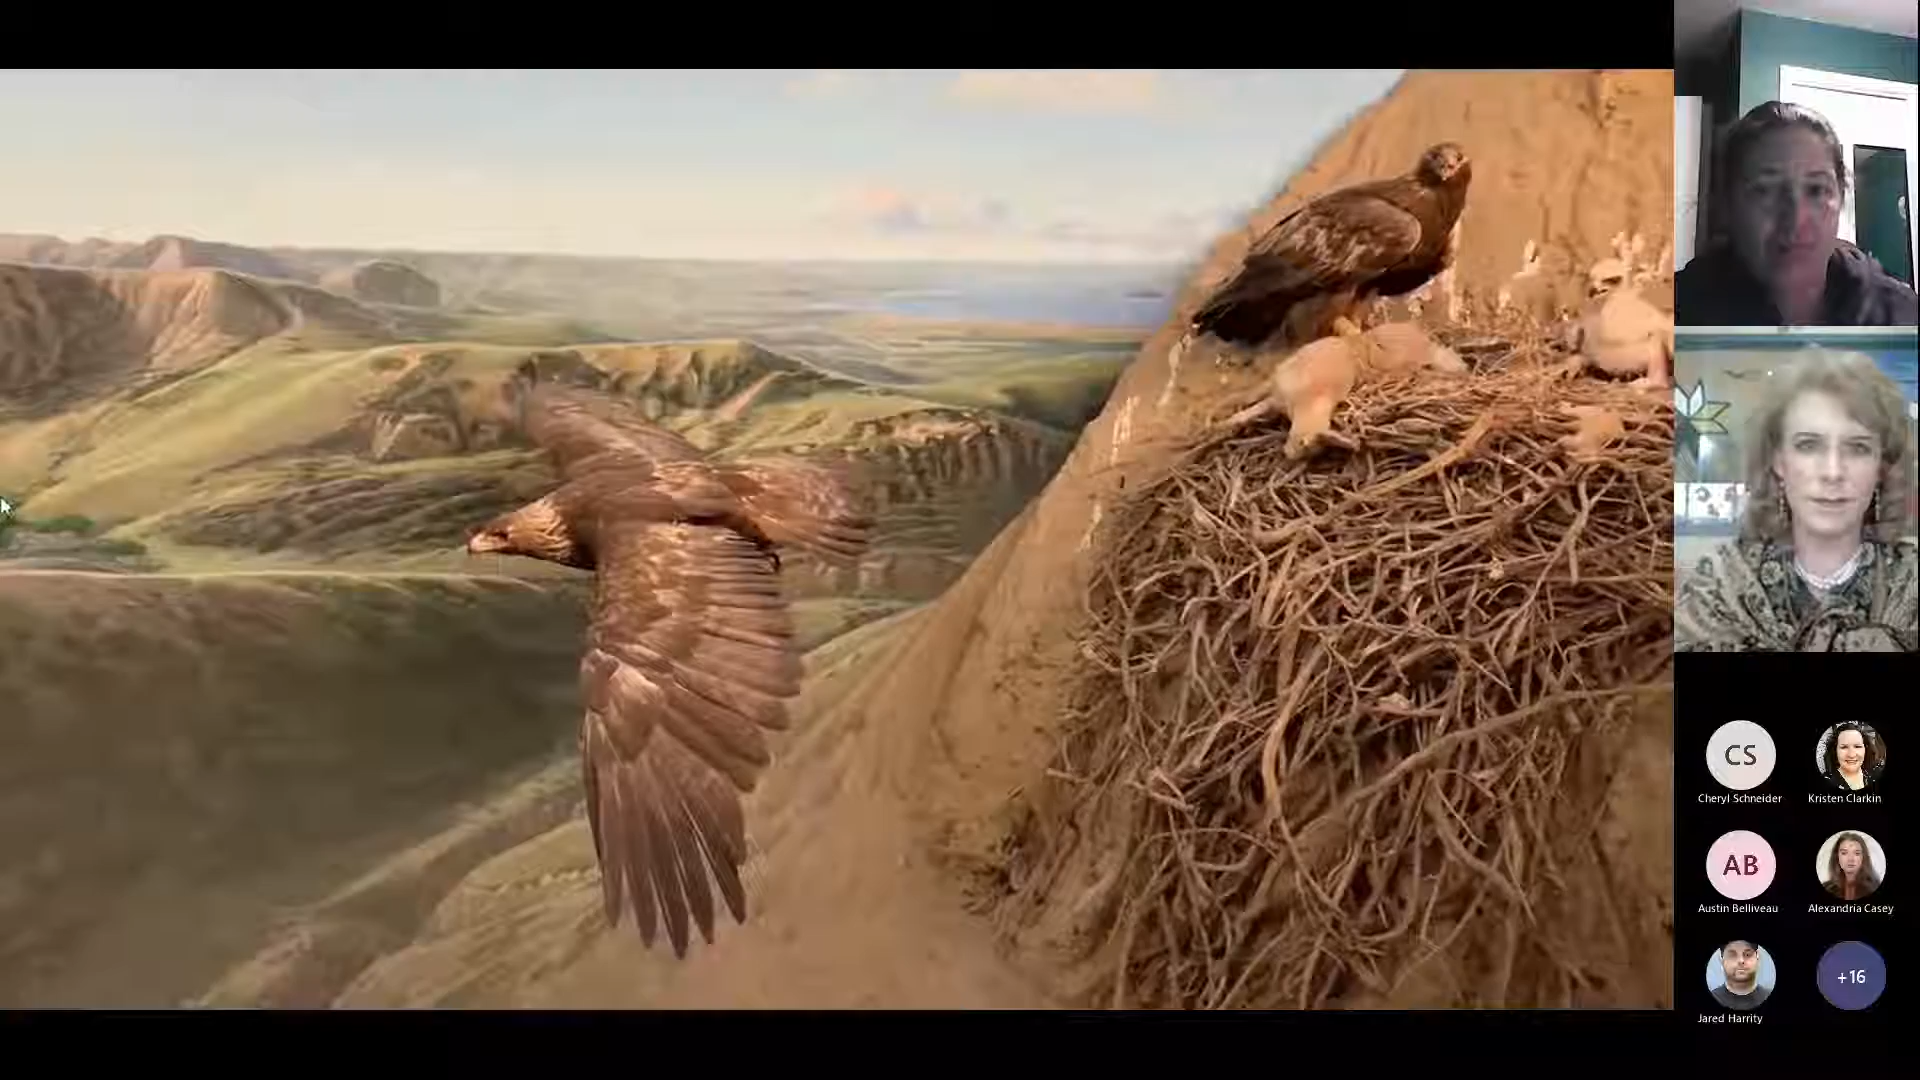 CS
Cheryl Schneider
Kristen Clarkin
AB
Austin Belliveau
Alexandria Casey
Jared Harrity
+16